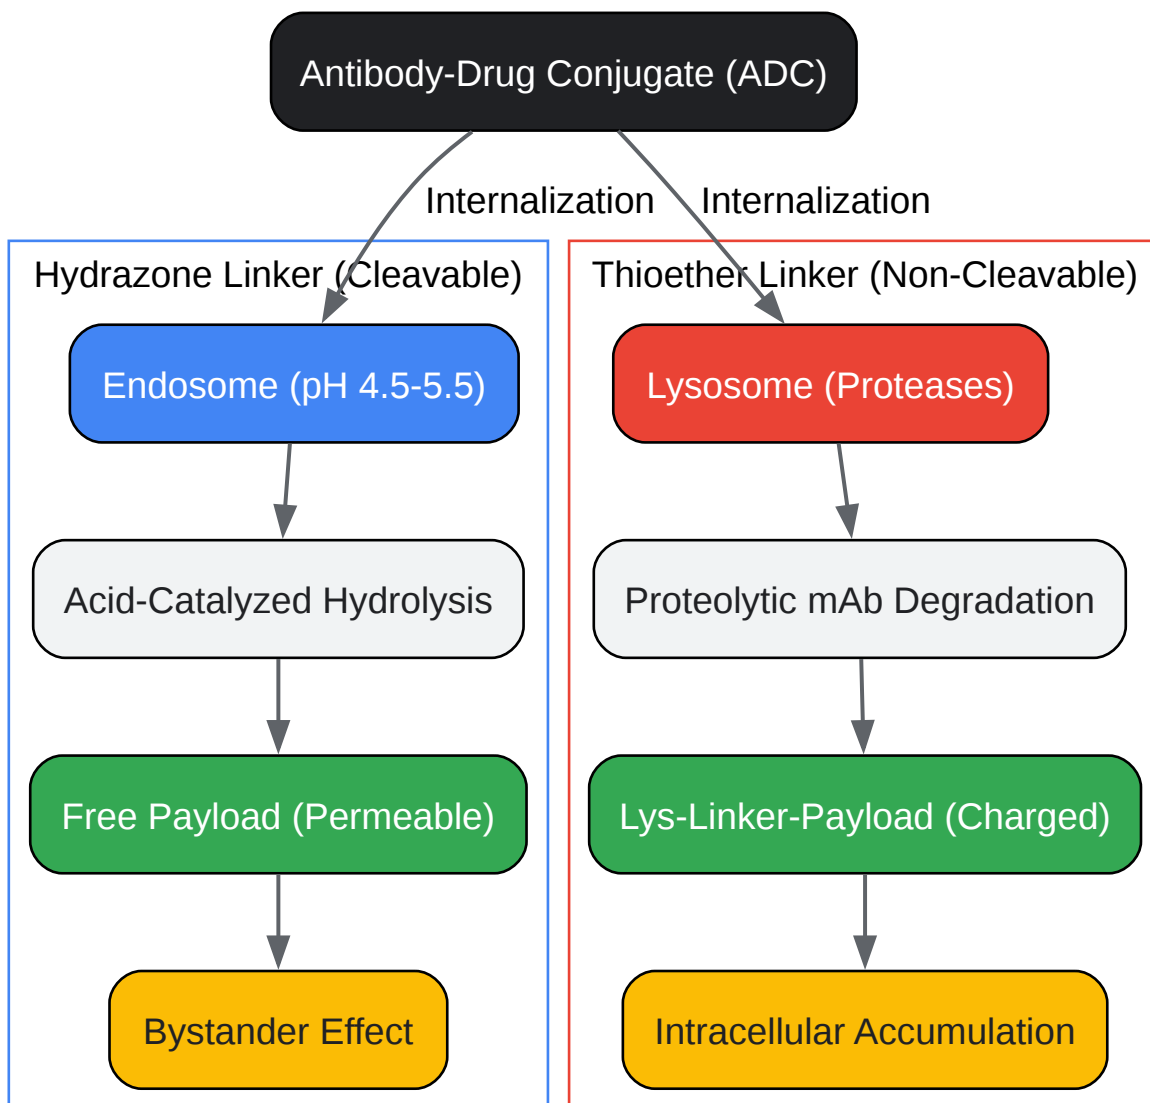 Antibody-Drug Conjugate (ADC)
Internalization
Internalization
Hydrazone Linker (Cleavable)
Thioether Linker (Non-Cleavable)
Endosome (pH 4.5-5.5)
Lysosome (Proteases)
Acid-Catalyzed Hydrolysis
Proteolytic mAb Degradation
Free Payload (Permeable)
Lys-Linker-Payload (Charged)
Bystander Effect
Intracellular Accumulation